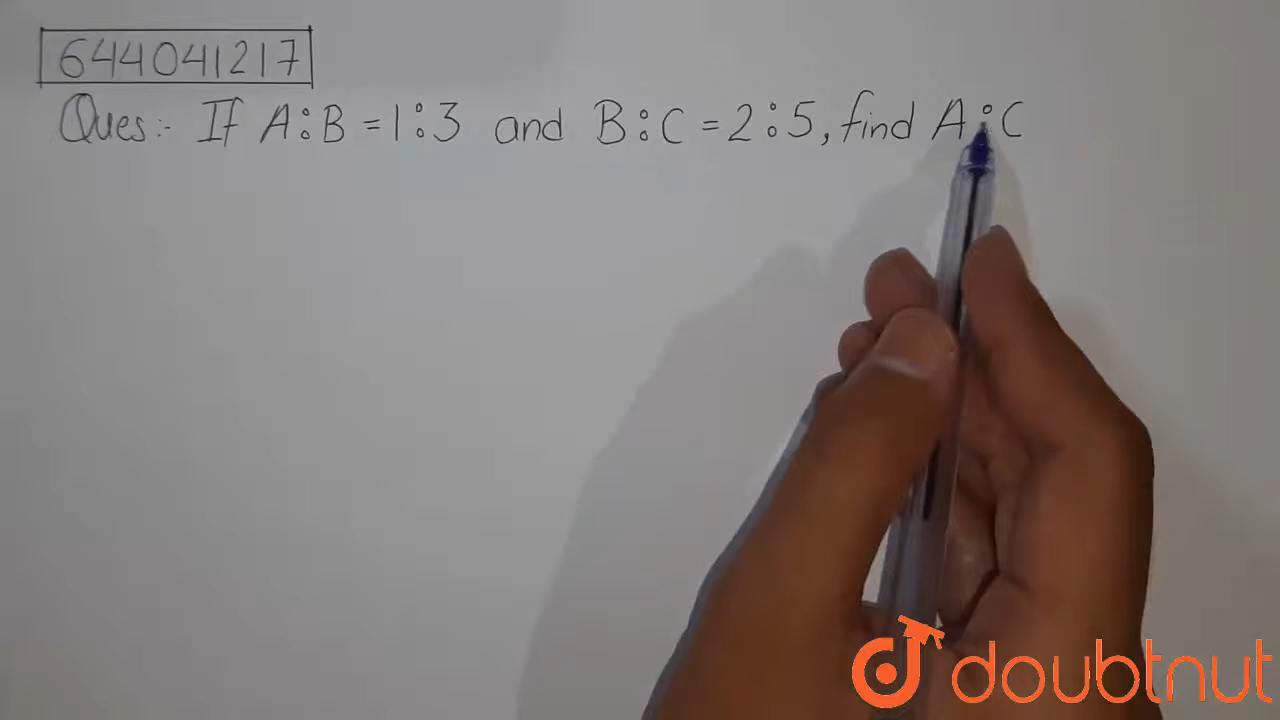 644041217
Ques:- If A:B = 1:3 and B:C = 2:5, find A:C
doubtnut